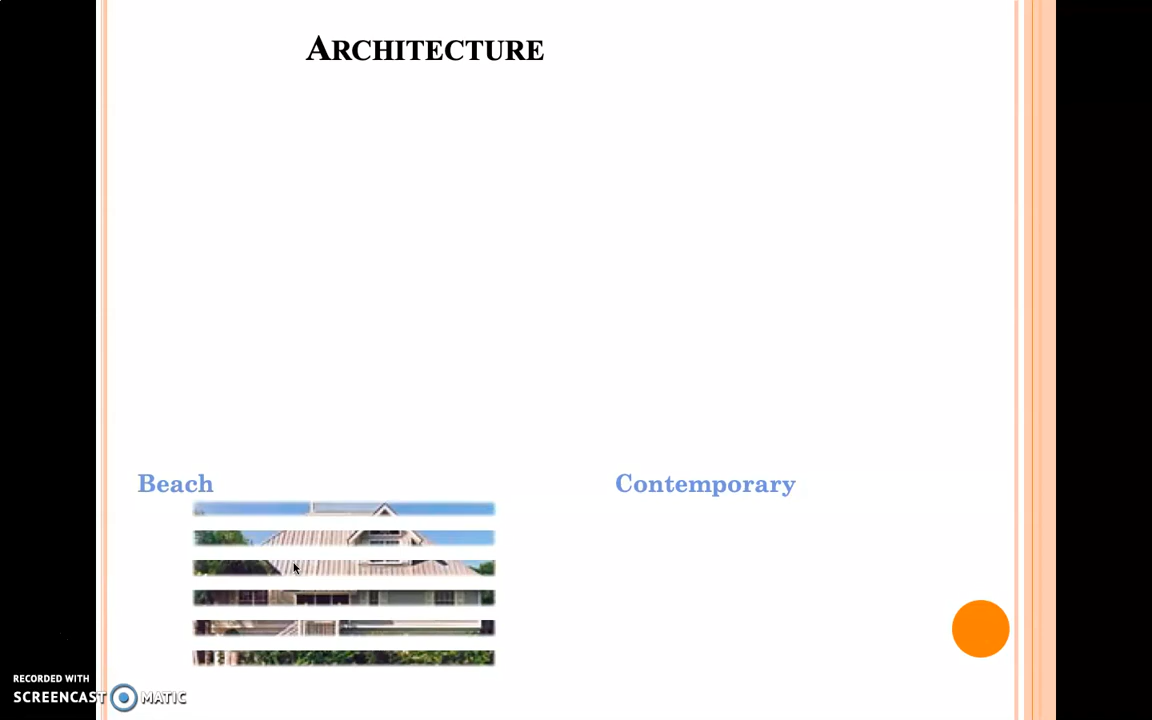 ARCHITECTURE
Beach
Contemporary
RECORDED WITH
SCREENCAST MATIC